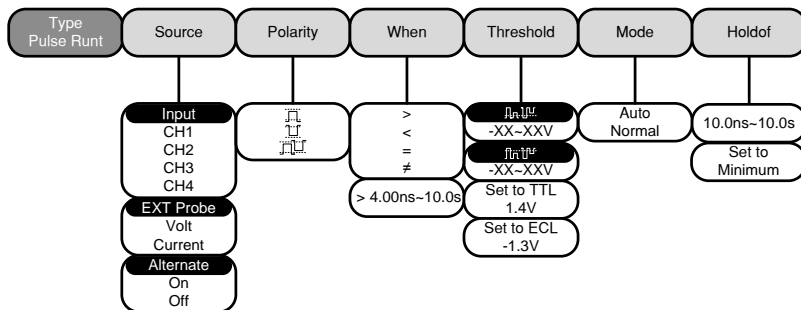 Type
Pulse Runt
Source
Polarity
When
Threshold
Mode
Holdof
Input
CH1
CH2
CH3
CH4
EXT Probe
Volt
Current
Alternate
On
Off
>
<
=
≠
> 4.00ns~10.0s
-XX~XXV
-XX~XXV
Set to TTL
1.4V
Set to ECL
-1.3V
Auto
Normal
10.0ns~10.0s
Set to
Minimum